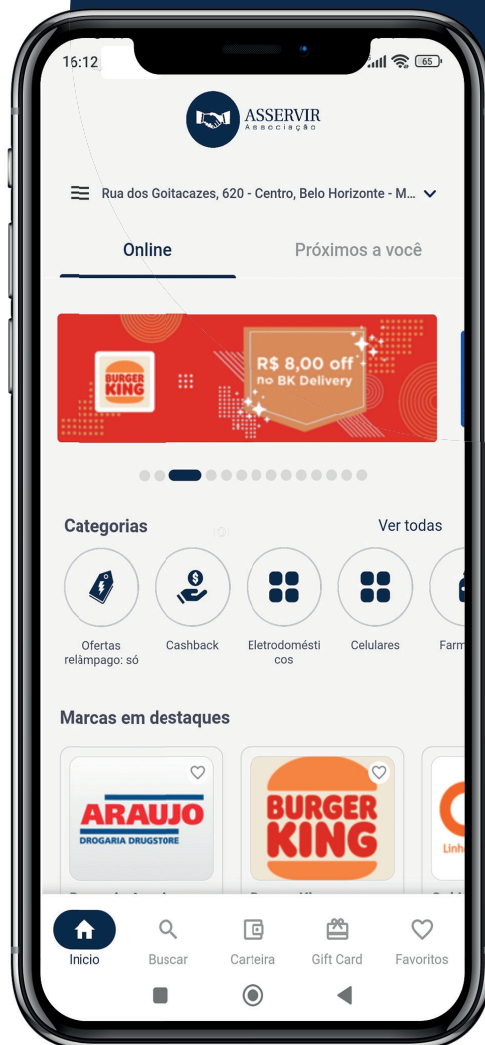 16:12
65
ASSERVIR
Associação
Rua dos Goitacazes, 620 - Centro, Belo Horizonte - M...
Online
Próximos a você
BURGER
KING
R$ 8,00 off
no BK Delivery
Categorias
Ver todas
Ofertas
relâmpago: só
Cashback
Eletrodomésti
cos
Celulares
Farm
Marcas em destaques
ARAUJO
DROGARIA DRUGSTORE
BURGER
KING
Linh
Inicio
Buscar
Carteira
Gift Card
Favoritos